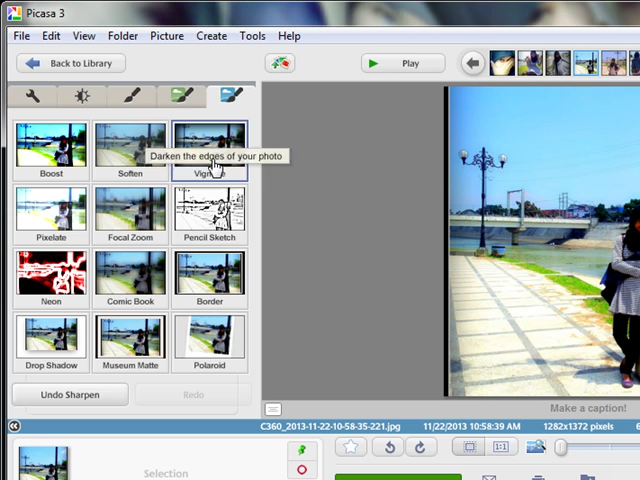 Picasa 3
File Edit View Folder Picture Create Tools Help
Back to Library
Play
Darken the edges of your photo
Boost Soften
Pixelate Focal Zoom Pencil Sketch
Neon Comic Book Border
Drop Shadow Museum Matte Polaroid
Undo Sharpen Redo
Make a caption!
C360_2013-11-22-10-58-35-221.jpg 11/22/2013 10:58:39 AM 1282x1372 pixels
1:1
Selection